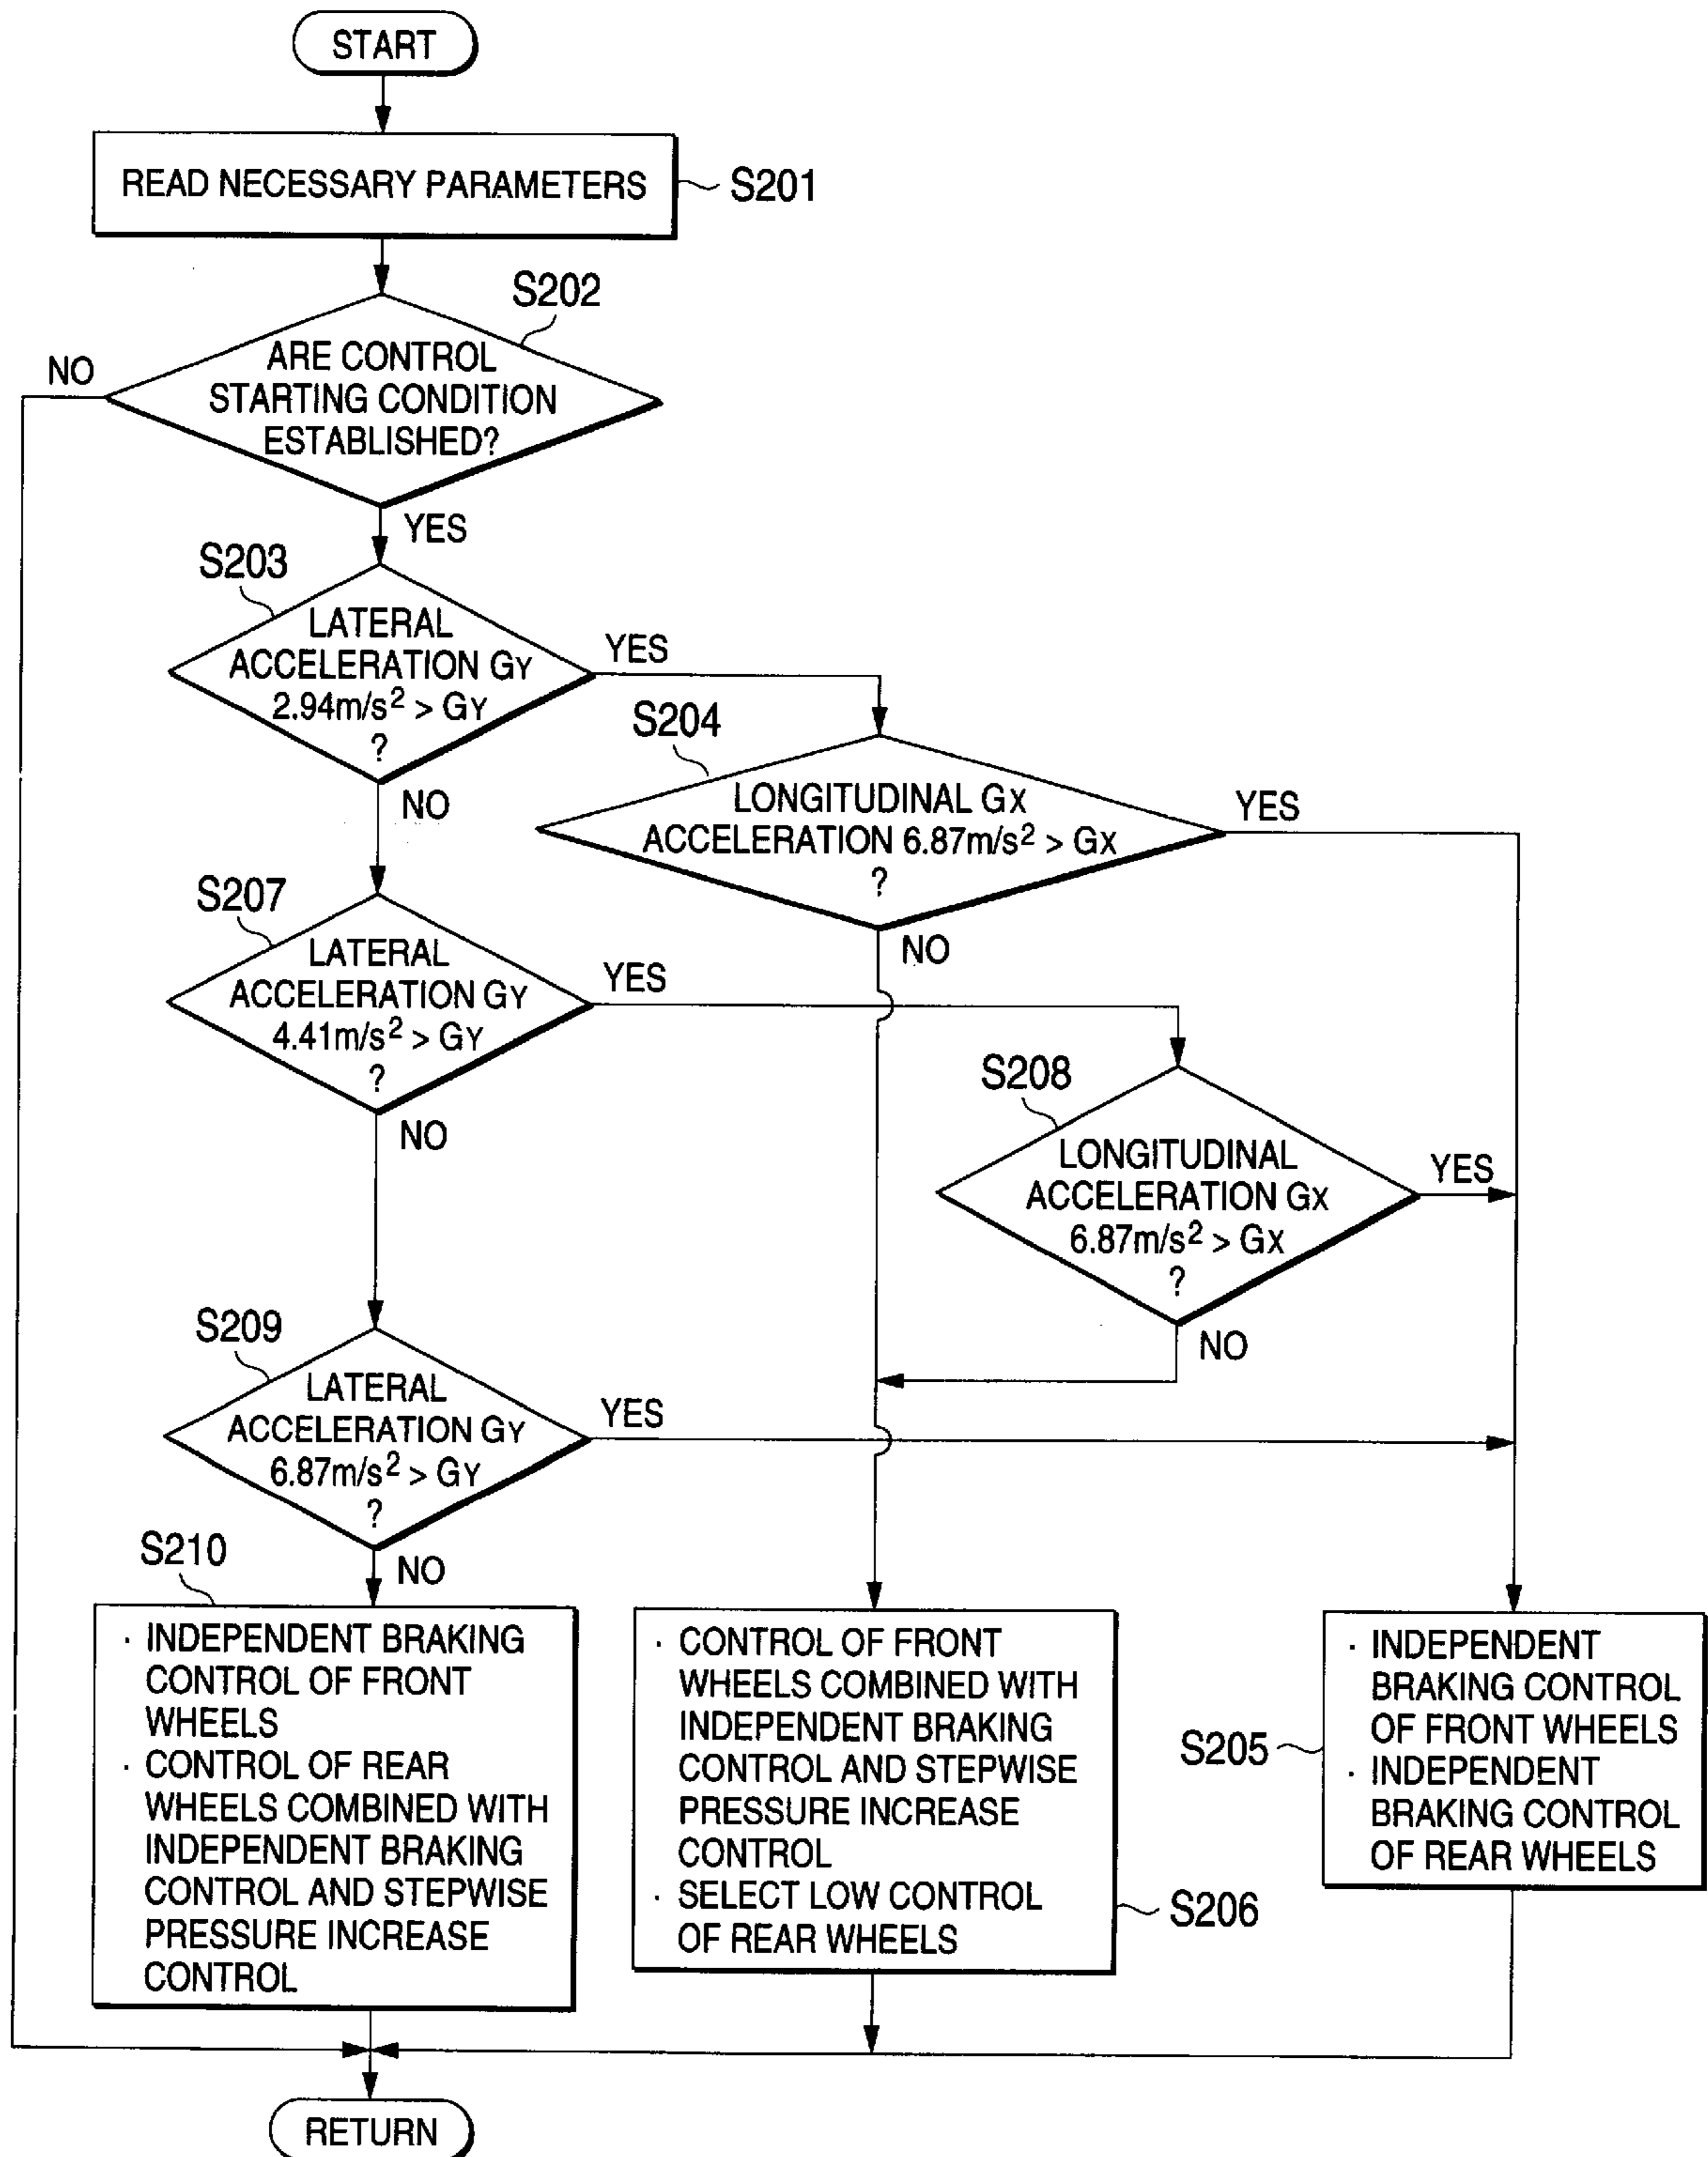 START
READ NECESSARY PARAMETERS
S201
S202
ARE CONTROL
STARTING CONDITION
ESTABLISHED?
NO
YES
S203
LATERAL
ACCELERATION GY
2.94m/s² > GY
?
YES
NO
S204
LONGITUDINAL GX
ACCELERATION 6.87m/s² > GX
?
YES
NO
S207
LATERAL
ACCELERATION GY
4.41m/s² > GY
?
YES
NO
S208
LONGITUDINAL
ACCELERATION GX
6.87m/s² > GX
?
YES
NO
S209
LATERAL
ACCELERATION GY
6.87m/s² > GY
?
YES
NO
S210
· INDEPENDENT BRAKING
CONTROL OF FRONT
WHEELS
· CONTROL OF REAR
WHEELS COMBINED WITH
INDEPENDENT BRAKING
CONTROL AND STEPWISE
PRESSURE INCREASE
CONTROL
· CONTROL OF FRONT
WHEELS COMBINED WITH
INDEPENDENT BRAKING
CONTROL AND STEPWISE
PRESSURE INCREASE
CONTROL
· SELECT LOW CONTROL
OF REAR WHEELS
S206
S205
· INDEPENDENT
BRAKING CONTROL
OF FRONT WHEELS
· INDEPENDENT
BRAKING CONTROL
OF REAR WHEELS
RETURN